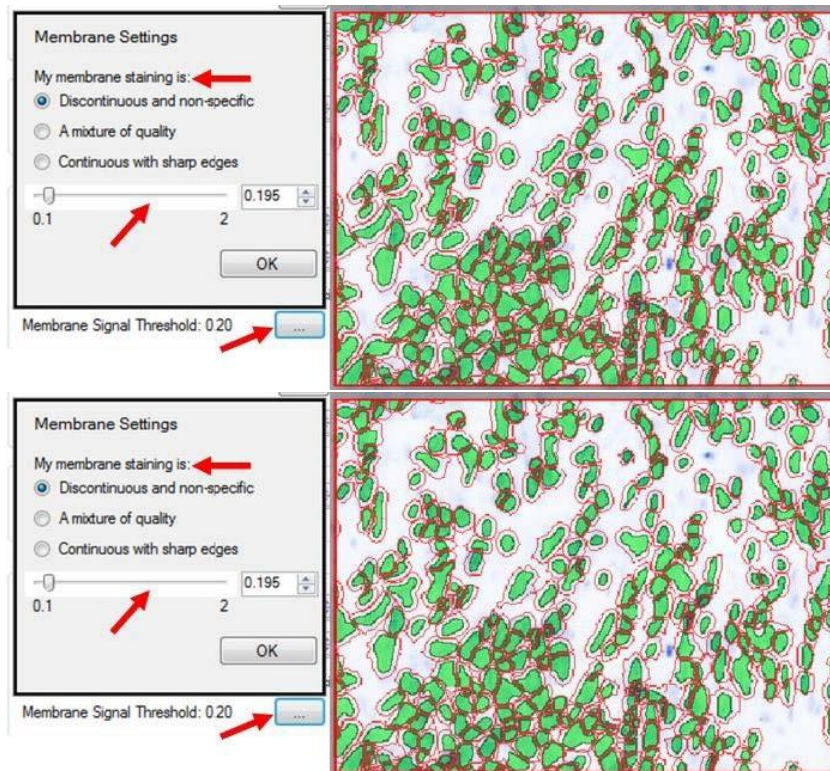 Membrane Settings
My membrane staining is:
Discontinuous and non-specific
A mixture of quality
Continuous with sharp edges
0.195
0.1 2
OK
Membrane Signal Threshold: 0.20 ...
Membrane Settings
My membrane staining is:
Discontinuous and non-specific
A mixture of quality
Continuous with sharp edges
0.195
0.1 2
OK
Membrane Signal Threshold: 0.20 ...